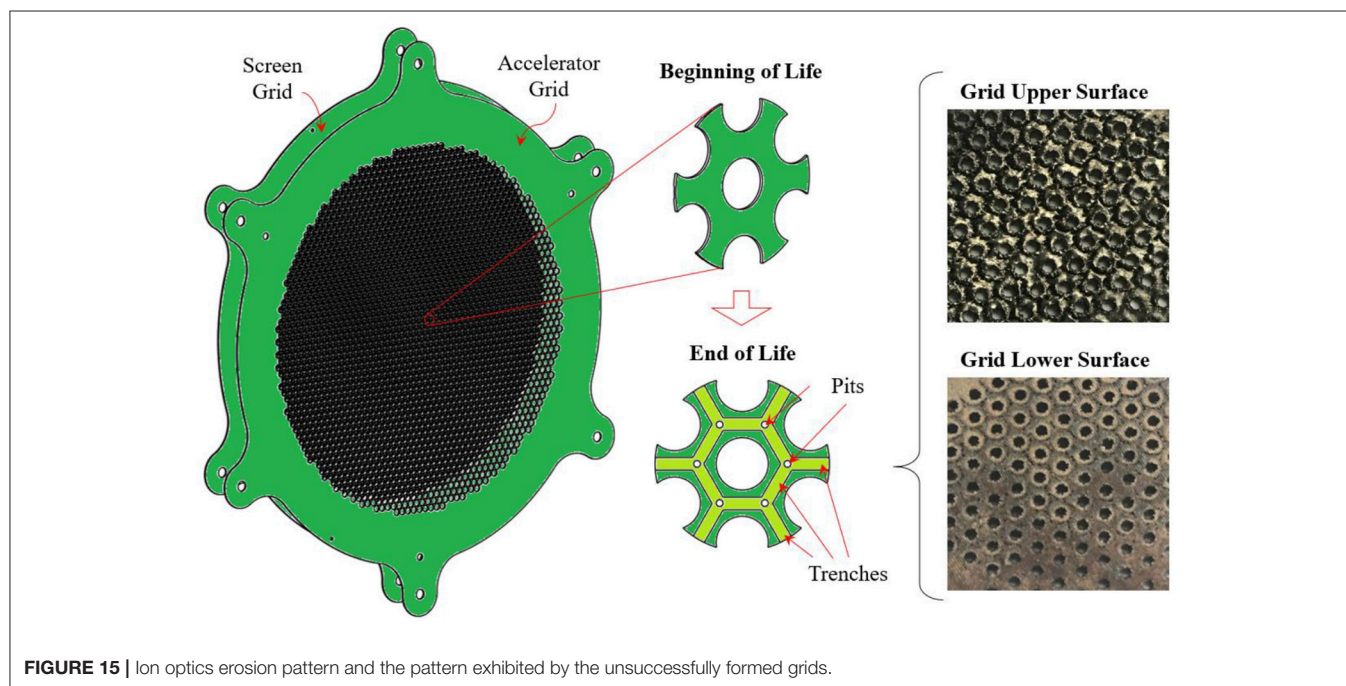 Screen
Grid
Accelerator
Grid
Beginning of Life
End of Life
Pits
Trenches
Grid Upper Surface
Grid Lower Surface
FIGURE 15 | Ion optics erosion pattern and the pattern exhibited by the unsuccessfully formed grids.